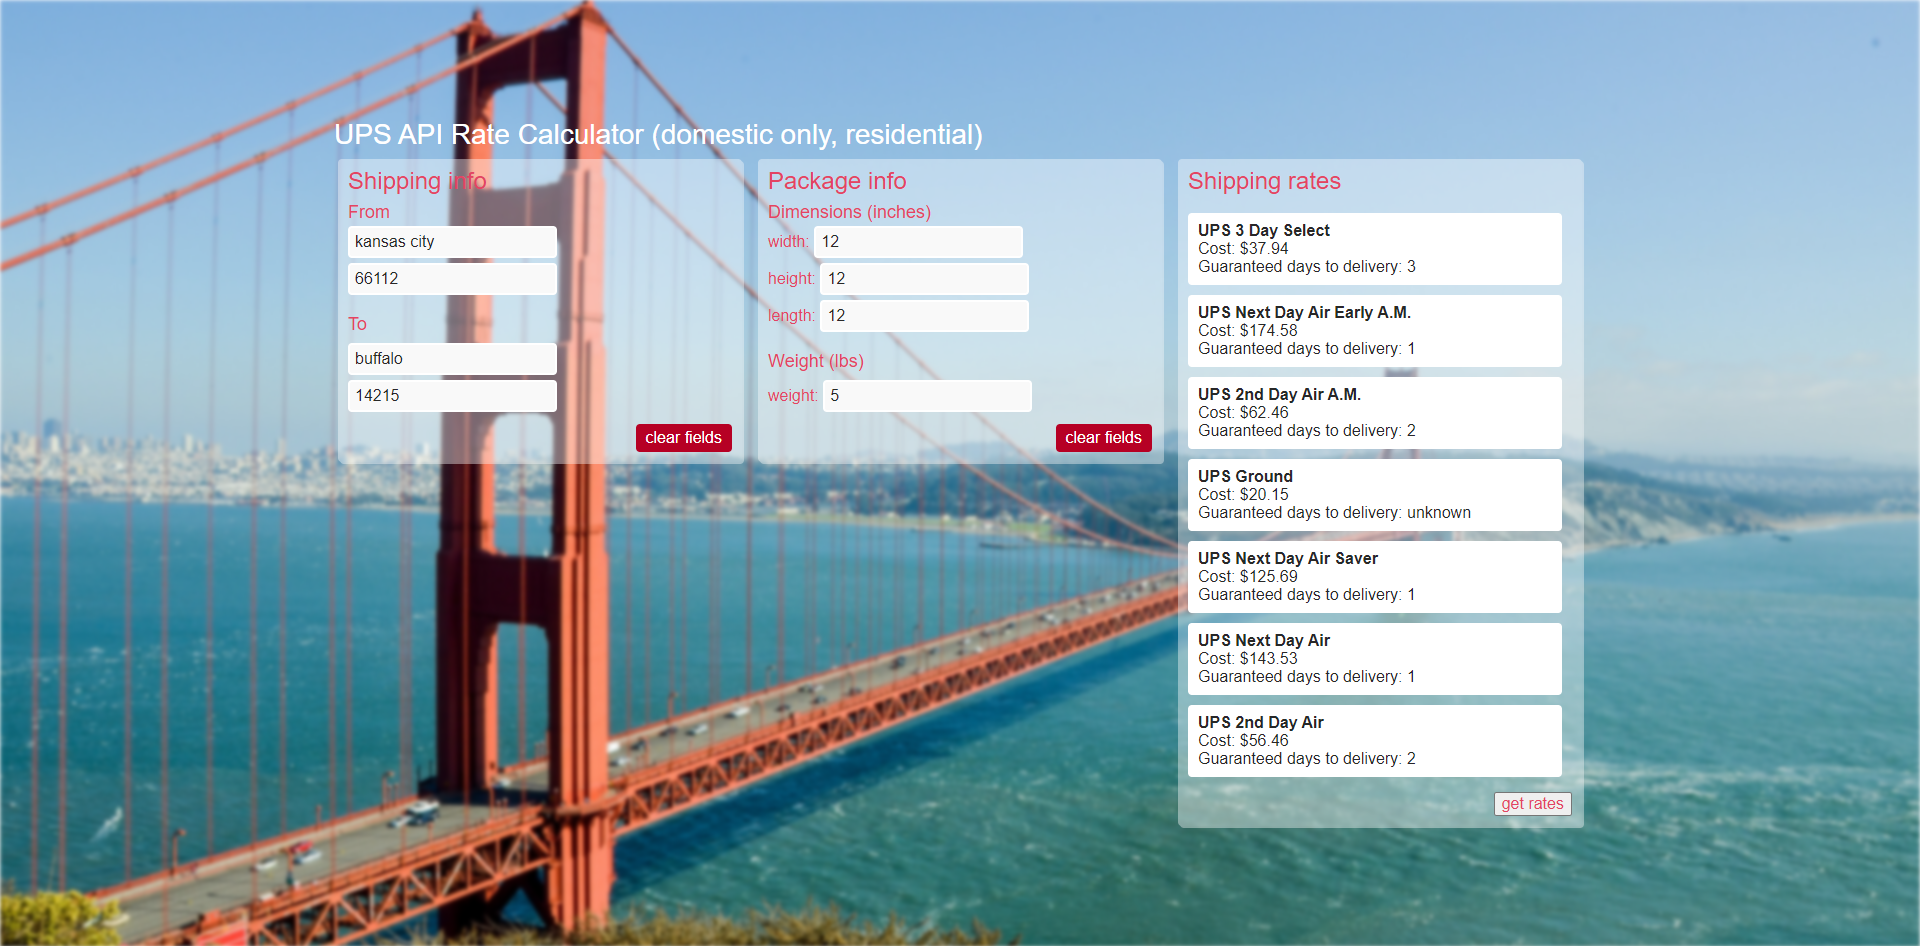 UPS API Rate Calculator (domestic only, residential)
Shipping info
From
kansas city
66112
To
buffalo
14215
clear fields
Package info
Dimensions (inches)
width: 12
height: 12
length: 12
Weight (lbs)
weight: 5
clear fields
Shipping rates
UPS 3 Day Select
Cost: $37.94
Guaranteed days to delivery: 3
UPS Next Day Air Early A.M.
Cost: $174.58
Guaranteed days to delivery: 1
UPS 2nd Day Air A.M.
Cost: $62.46
Guaranteed days to delivery: 2
UPS Ground
Cost: $20.15
Guaranteed days to delivery: unknown
UPS Next Day Air Saver
Cost: $125.69
Guaranteed days to delivery: 1
UPS Next Day Air
Cost: $143.53
Guaranteed days to delivery: 1
UPS 2nd Day Air
Cost: $56.46
Guaranteed days to delivery: 2
get rates